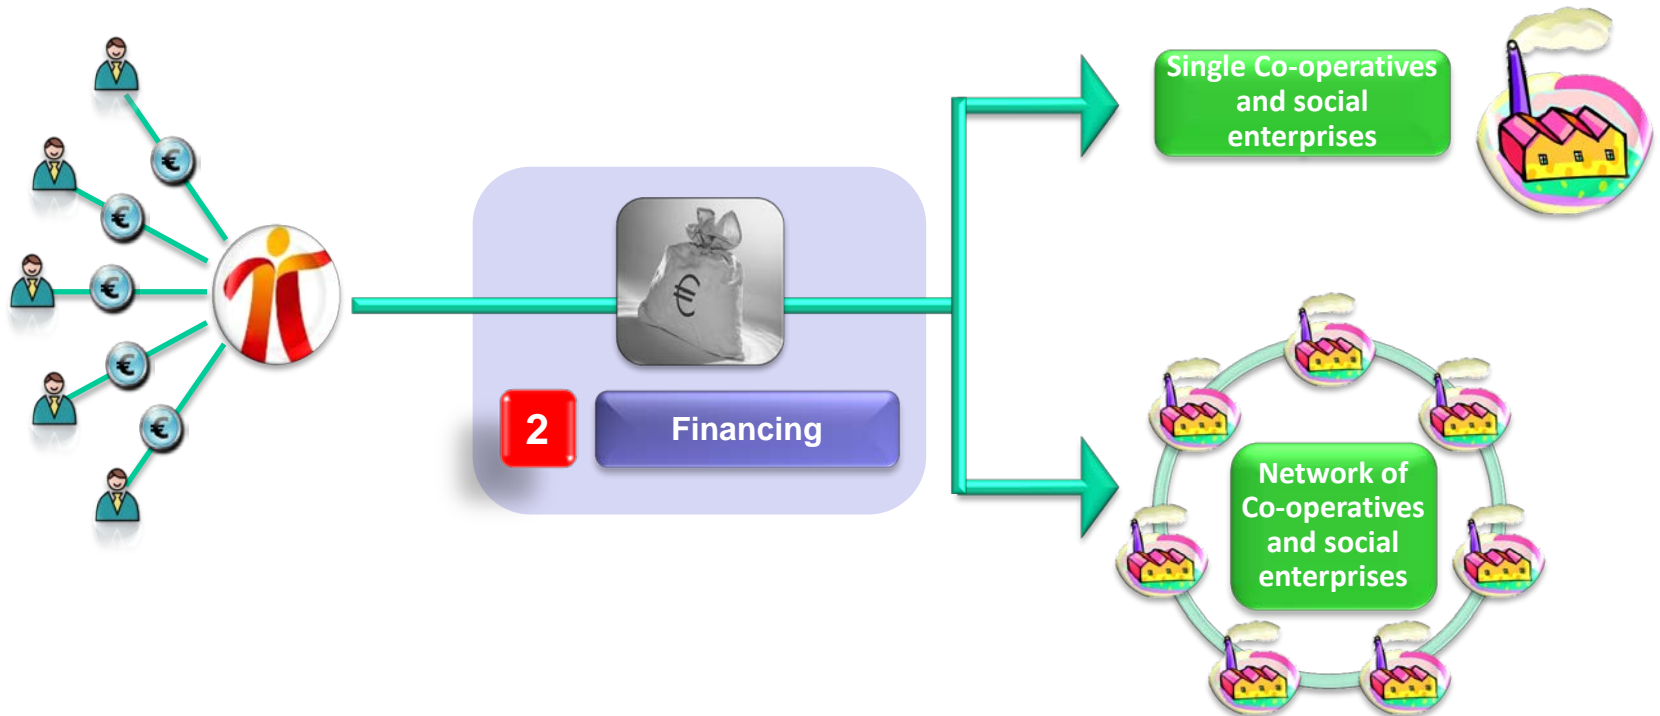 €
€
€
€
€
€
2
Financing
Single Co-operatives
and social
enterprises
Network of
Co-operatives
and social
enterprises